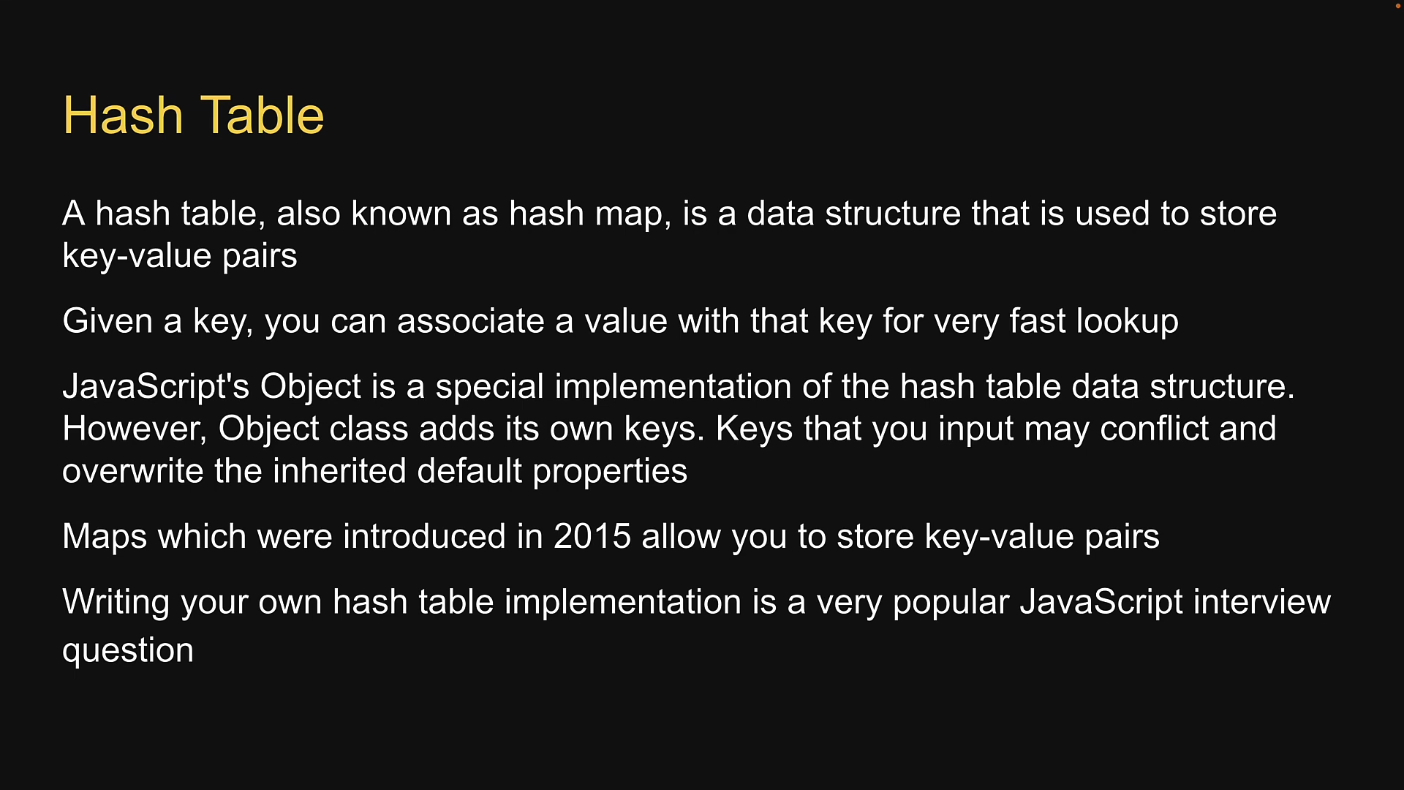 Hash Table
A hash table, also known as hash map, is a data structure that is used to store
key-value pairs
Given a key, you can associate a value with that key for very fast lookup
JavaScript's Object is a special implementation of the hash table data structure.
However, Object class adds its own keys. Keys that you input may conflict and
overwrite the inherited default properties
Maps which were introduced in 2015 allow you to store key-value pairs
Writing your own hash table implementation is a very popular JavaScript interview
question